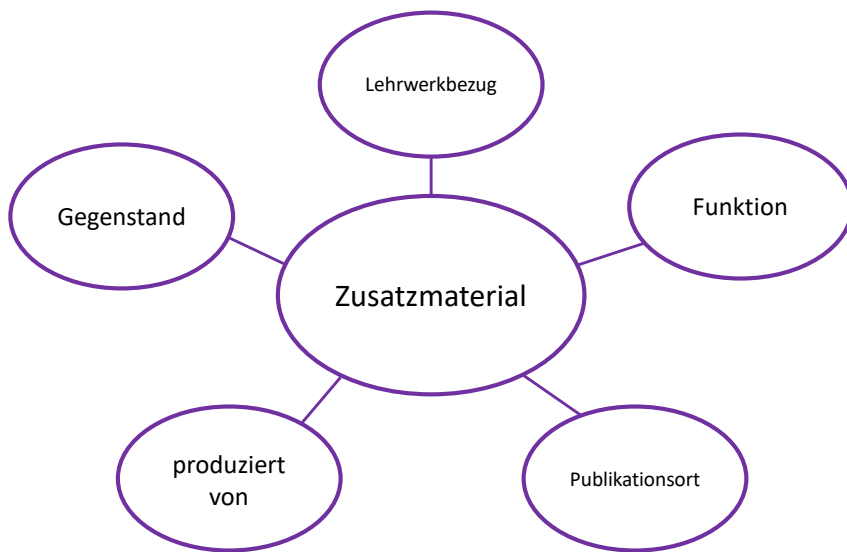 Lehrwerkbezug
Gegenstand
Funktion
Zusatzmaterial
produziert
von
Publikationsort